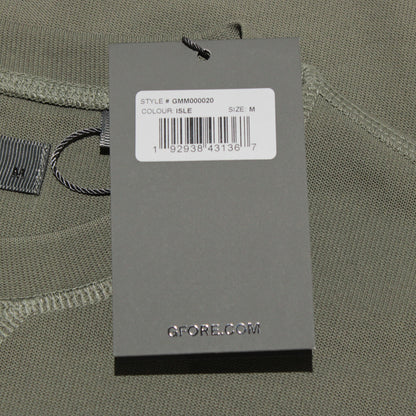 STYLE # GMM000020
COLOUR: ISLE SIZE: M
1 92938 43136 7
M
GFORE.COM